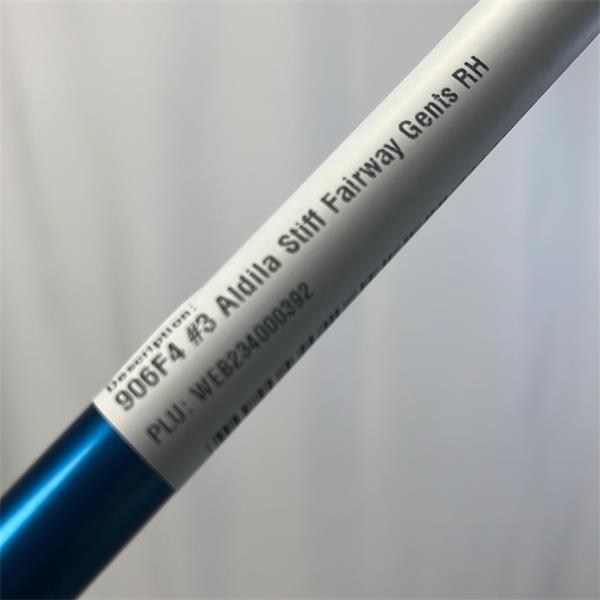 Description:
906F4 #3 Aldila Stiff Fairway Gents RH
PLU: WEB234000392